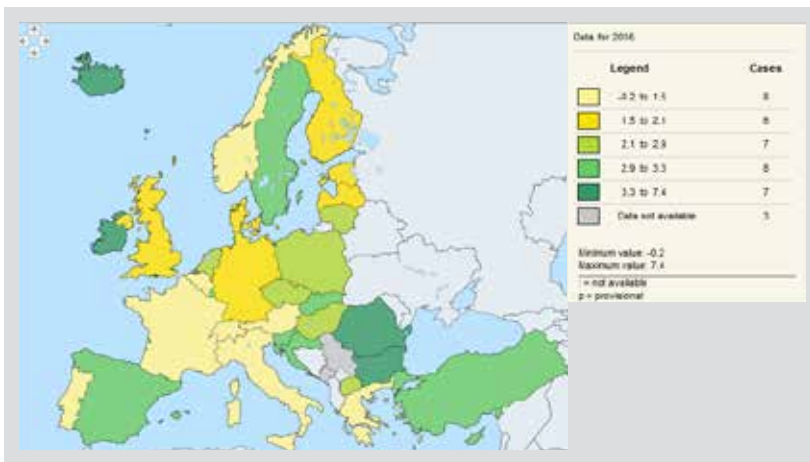 Data for 2016
Legend Cases
-0.2 to 1.5 8
1.5 to 2.1 8
2.1 to 2.9 7
2.9 to 3.3 8
3.3 to 7.4 7
Data not available 3
Minimum value: -0.2
Maximum value: 7.4
= not available
p = provisional